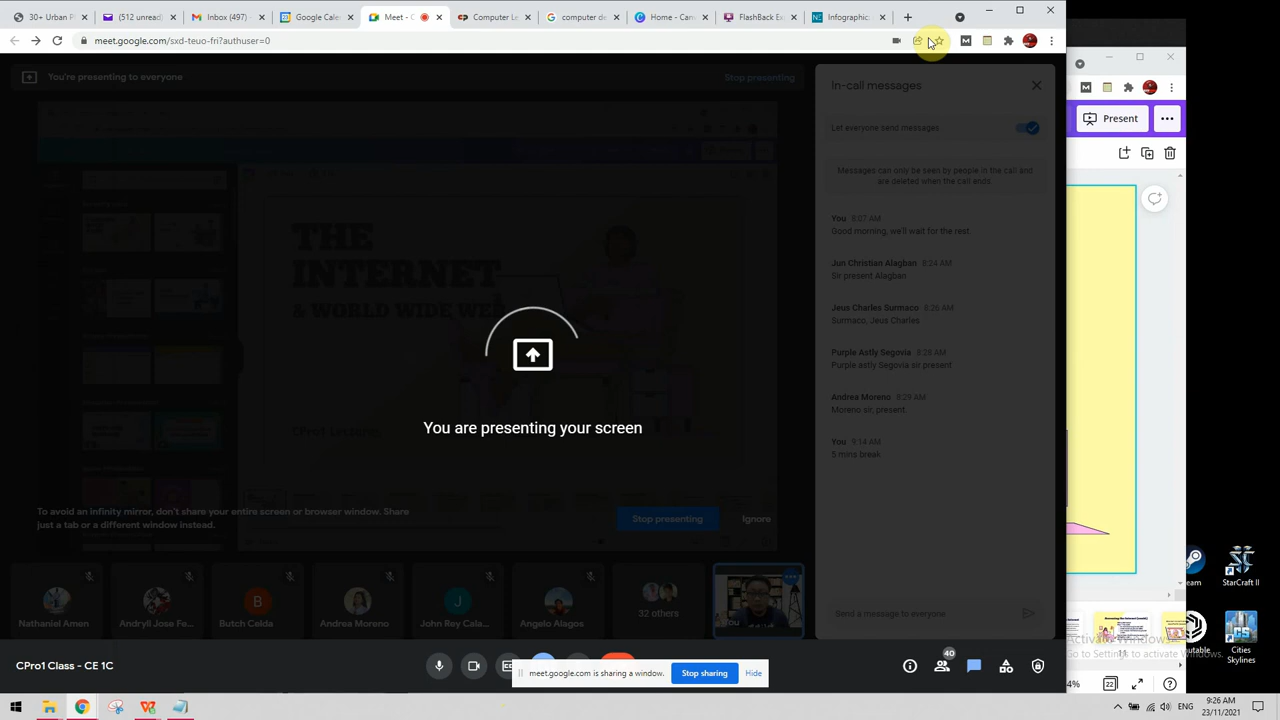 30+ Urban P
(512 unread)
Inbox (497)
Google Calen
Meet -
Computer Le
computer de
Home - Can
FlashBack Ex
Infographic:
meet.google.com/sxd-teuo-fri?authuser=0
You're presenting to everyone
Stop presenting
In-call messages
Let everyone send messages
Messages can only be seen by people in the call and
are deleted when the call ends.
You 8:07 AM
Good morning, we'll wait for the rest.
Jun Christian Alagban 8:24 AM
Sir present Alagban
Jeus Charles Surmaco 8:26 AM
Surmaco, Jeus Charles.
Purple Astly Segovia 8:28 AM
Purple astly Segovia sir present
Andrea Moreno 8:29 AM
Moreno sir, present.
You 9:14 AM
5 mins break
Send a message to everyone
THE
INTERNET
& WORLD WIDE WEB
CPro1 Lesson
You are presenting your screen
To avoid an infinity mirror, don't share your entire screen or browser window. Share
just a tab or a different window instead.
Stop presenting
Ignore
Nathaniel Amen
Andryll Jose Fe...
Butch Calda
Andrea Moreno
John Rey Cala...
Angelo Alagos
32 others
You
CPro1 Class - CE 1C
meet.google.com is sharing a window.
Stop sharing
Hide
40
Present
Steam
StarCraft II
Cities
Skylines
Activate Windows
Go to Settings to activate Windows.
11
4%
22
ENG
9:26 AM
23/11/2021